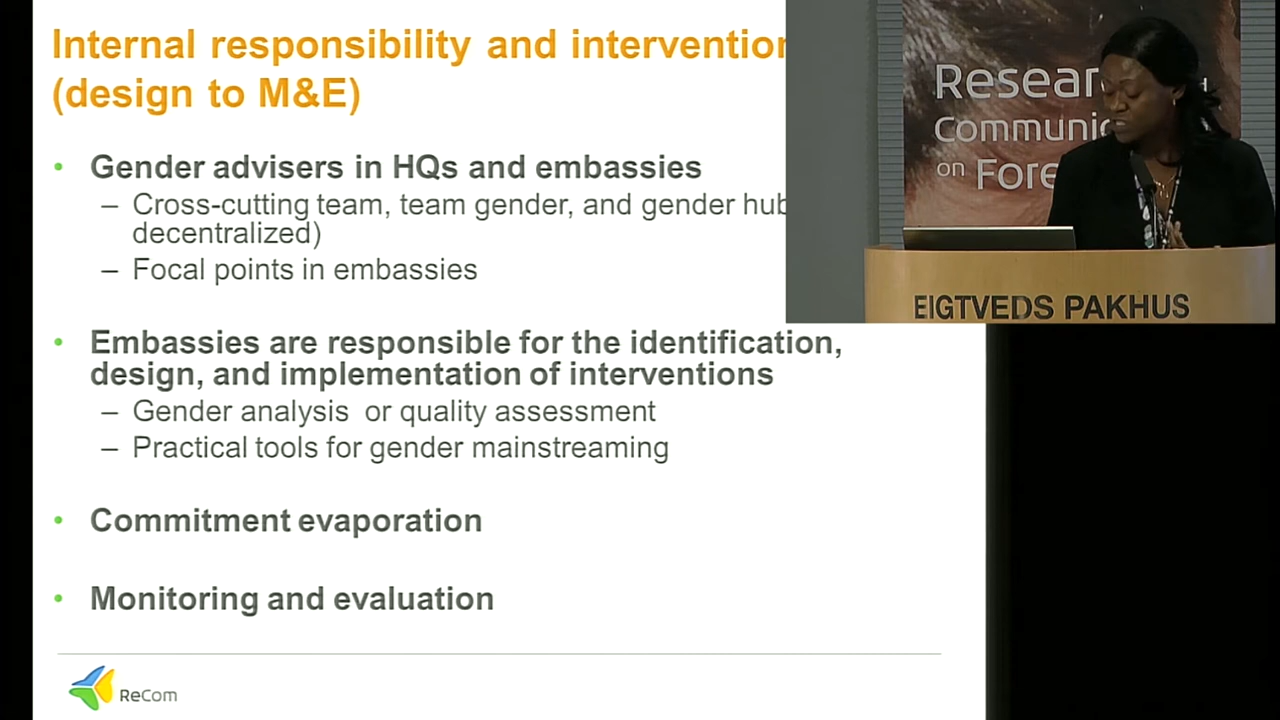 Internal responsibility and intervention
(design to M&E)
• Gender advisers in HQs and embassies
– Cross-cutting team, team gender, and gender hub
decentralized)
– Focal points in embassies
• Embassies are responsible for the identification,
design, and implementation of interventions
– Gender analysis or quality assessment
– Practical tools for gender mainstreaming
• Commitment evaporation
• Monitoring and evaluation
ReCom
Resear
Communic
on Fore
EIGTVEDS PAKHUS